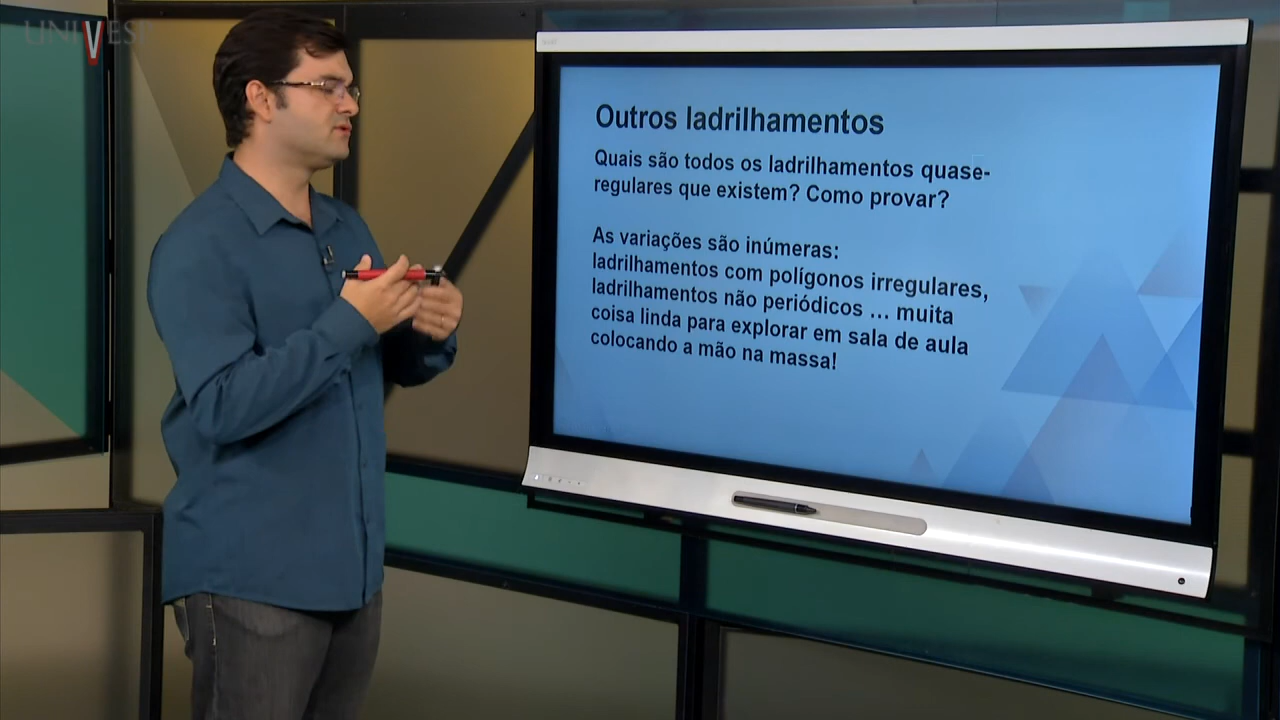 UNIVESP
Outros ladrilhamentos
Quais são todos os ladrilhamentos quase-
regulares que existem? Como provar?
As variações são inúmeras:
ladrilhamentos com polígonos irregulares,
ladrilhamentos não periódicos ... muita
coisa linda para explorar em sala de aula
colocando a mão na massa!